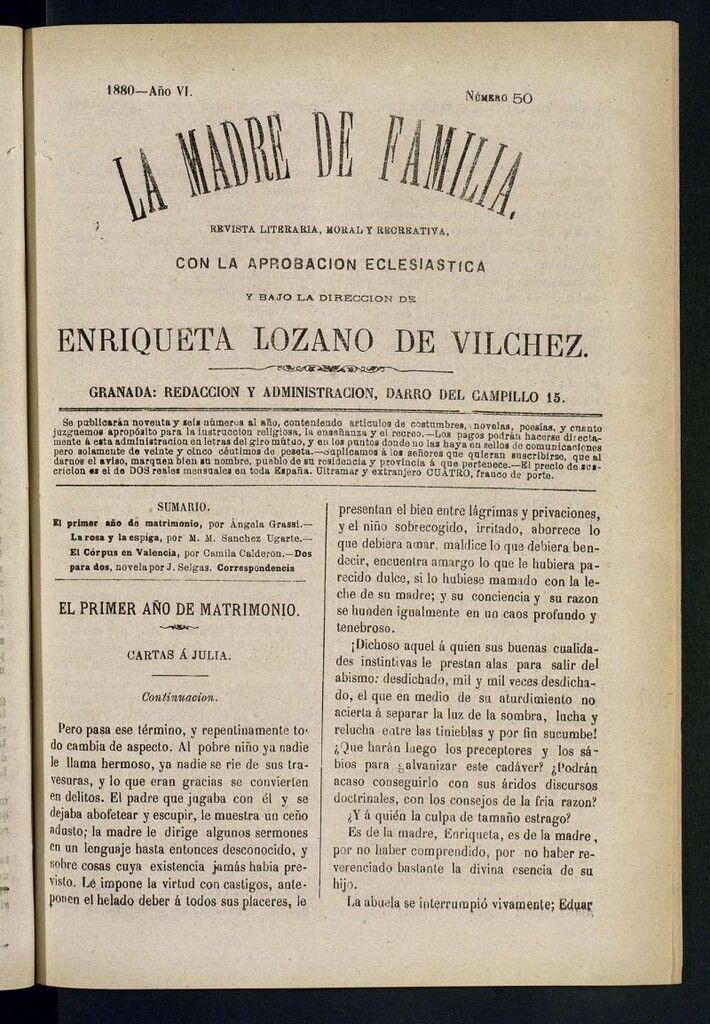 1880—Año VI.
NÚMERO 50
LA MADRE DE FAMILIA.
REVISTA LITERARIA, MORAL Y RECREATIVA,
CON LA APROBACION ECLESIASTICA
Y BAJO LA DIRECCION DE
ENRIQUETA LOZANO DE VILCHEZ.
GRANADA: REDACCION Y ADMINISTRACION, DARRO DEL CAMPILLO 15.
Se publicarán noventa y seis números al año, conteniendo artículos de costumbres, novelas, poesías, y cuanto
juzguemos apropósito para la instruccion religiosa, la enseñanza y el recreo.—Los pagos podrán hacerse directa-
mente á esta administracion en letras del giro mútuo, y en los puntos donde no las haya en sellos de comunicaciones
pero solamente de veinte y cinco céntimos de peseta.—Suplicamos á los señores que quieran suscribirse, que al
darnos el aviso, marquen bien su nombre, pueblo de su residencia y provincia á que pertenece.—El precio de sus-
cricion es el de DOS reales mensuales en toda España. Ultramar y extranjero CUATRO, franco de porte.
SUMARIO.
El primer año de matrimonio, por Ángela Grassi.—
La rosa y la espiga, por M. M. Sanchez Ugarte.—
El Córpus en Valencia, por Camila Calderon.—Dos
para dos, novela por J. Selgas. Correspondencia
EL PRIMER AÑO DE MATRIMONIO.
CARTAS Á JULIA.
Continuacion.
Pero pasa ese término, y repentinamente to-
do cambia de aspecto. Al pobre niño ya nadie
le llama hermoso, ya nadie se rie de sus tra-
vesuras, y lo que eran gracias se convierten
en delitos. El padre que jugaba con él y se
dejaba abofetear y escupir, le muestra un ceño
adusto; la madre le dirige algunos sermones
en un lenguaje hasta entonces desconocido, y
sobre cosas cuya existencia jamás habia pre-
visto. Le impone la virtud con castigos, ante-
ponen el helado deber á todos sus placeres, le
presentan el bien entre lágrimas y privaciones,
y el niño sobrecogido, irritado, aborrece lo
que debiera amar, maldice lo que debiera ben-
decir, encuentra amargo lo que le hubiera pa-
recido dulce, si lo hubiese mamado con la le-
che de su madre; y su conciencia y su razon
se hunden igualmente en un caos profundo y
tenebroso.
¡Dichoso aquel á quien sus buenas cualida-
des instintivas le prestan alas para salir del
abismo: desdichado, mil y mil veces desdicha-
do, el que en medio de su aturdimiento no
acierta á separar la luz de la sombra, lucha y
relucha entre las tinieblas y por fin sucumbe!
¿Que harán luego los preceptores y los sá-
bios para galvanizar este cadáver? ¿Podrán
acaso conseguirlo con sus áridos discursos
doctrinales, con los consejos de la fria razon?
¿Y á quién la culpa de tamaño estrago?
Es de la madre, Enriqueta, es de la madre,
por no haber comprendido, por no haber re-
verenciado bastante la divina esencia de su
hijo.
La abuela se interrumpió vivamente; Eduar